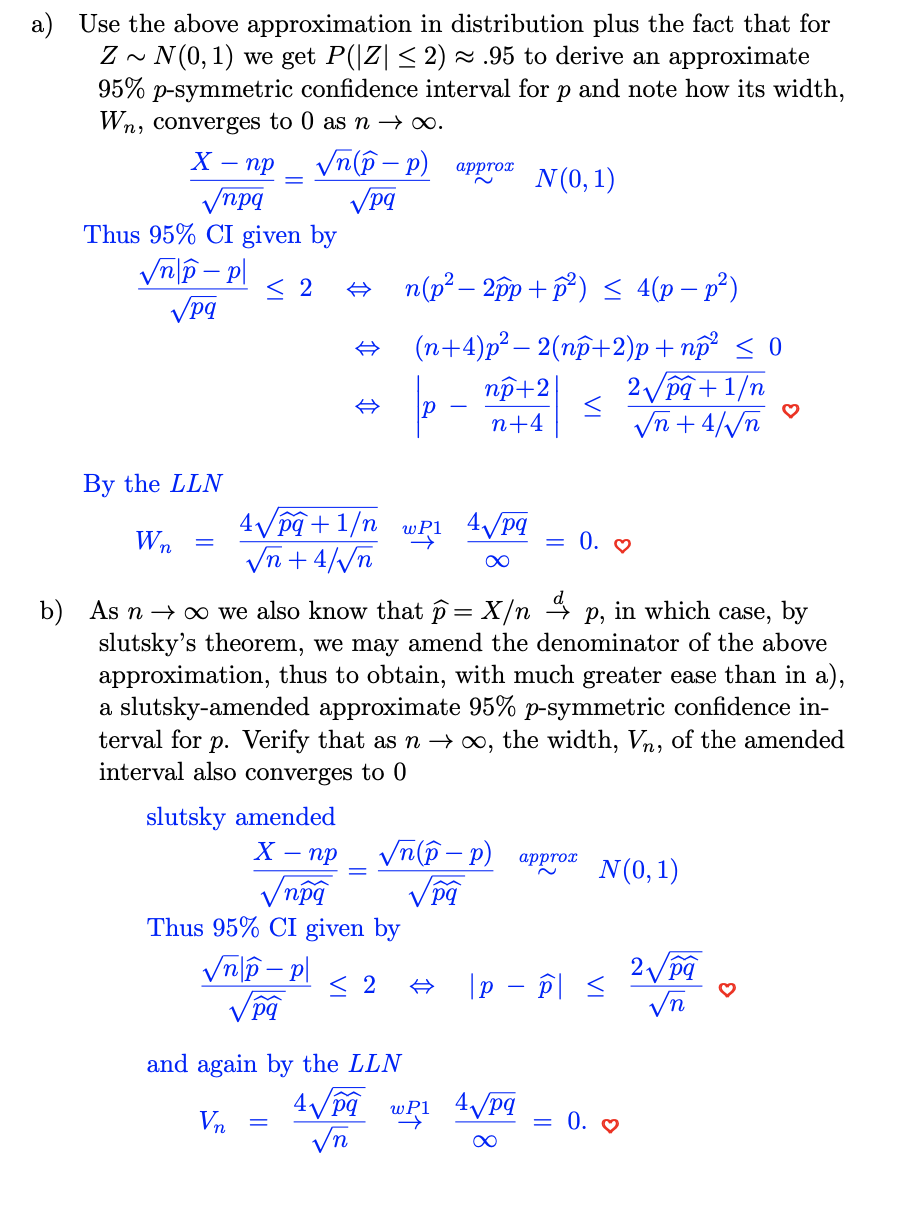 a) Use the above approximation in distribution plus the fact that for
Z ∼ N(0, 1) we get P(|Z| ≤ 2) ≈ .95 to derive an approximate
95% p-symmetric confidence interval for p and note how its width,
Wn, converges to 0 as n → ∞.
(X − np)/√(npq) = √n(p̂ − p)/√(pq) approx∼ N(0, 1)
Thus 95% CI given by
√n|p̂ − p|/√(pq) ≤ 2 ⇔ n(p² − 2p̂p + p̂²) ≤ 4(p − p²)
⇔ (n+4)p² − 2(np̂+2)p + np̂² ≤ 0
⇔ |p − (np̂+2)/(n+4)| ≤ 2√(p̂q̂ + 1/n)/(√n + 4/√n) ♡
By the LLN
Wn = 4√(p̂q̂ + 1/n)/(√n + 4/√n) wP1→ 4√(pq)/∞ = 0. ♡
b) As n → ∞ we also know that p̂ = X/n d→ p, in which case, by
slutsky's theorem, we may amend the denominator of the above
approximation, thus to obtain, with much greater ease than in a),
a slutsky-amended approximate 95% p-symmetric confidence in-
terval for p. Verify that as n → ∞, the width, Vn, of the amended
interval also converges to 0
slutsky amended
(X − np)/√(np̂q̂) = √n(p̂ − p)/√(p̂q̂) approx∼ N(0, 1)
Thus 95% CI given by
√n|p̂ − p|/√(p̂q̂) ≤ 2 ⇔ |p − p̂| ≤ 2√(p̂q̂)/√n ♡
and again by the LLN
Vn = 4√(p̂q̂)/√n wP1→ 4√(pq)/∞ = 0. ♡